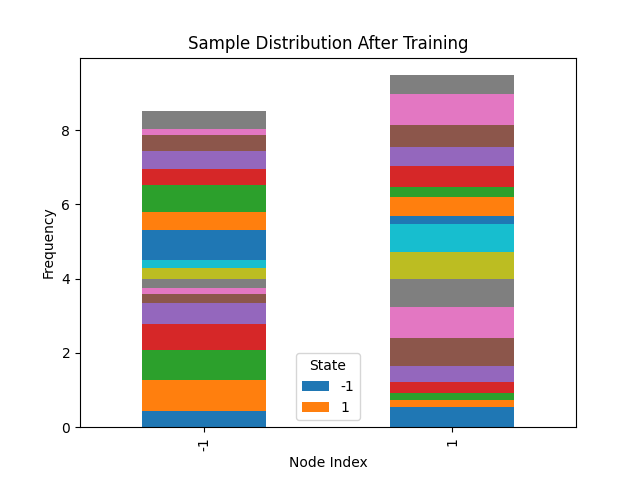 Sample Distribution After Training
Frequency
8
6
4
2
0
State
-1
1
-1
1
Node Index